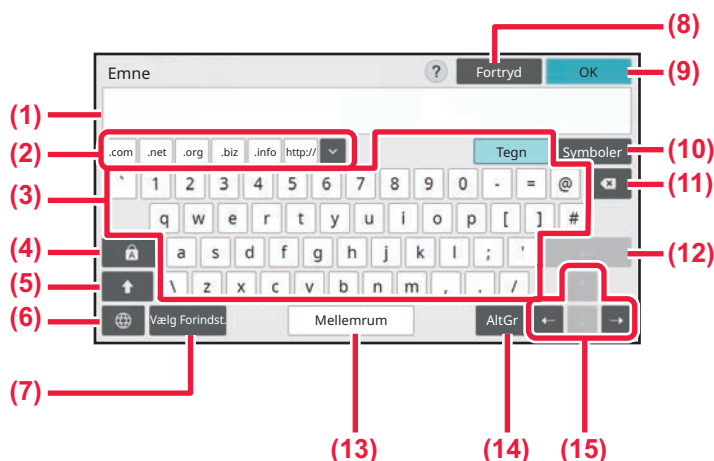 (8)
Emne ? Fortryd OK (9)
(1)
(2) .com .net .org .biz .info http:// Tegn Symboler (10)
(3) ` 1 2 3 4 5 6 7 8 9 0 - = @ (11)
q w e r t y u i o p [ ] #
(4) A a s d f g h j k l ; ' (12)
(5) \ z x c v b n m , . /
(6) Vælg Forindst. Mellemrum AltGr ← →
(7)
(13) (14) (15)